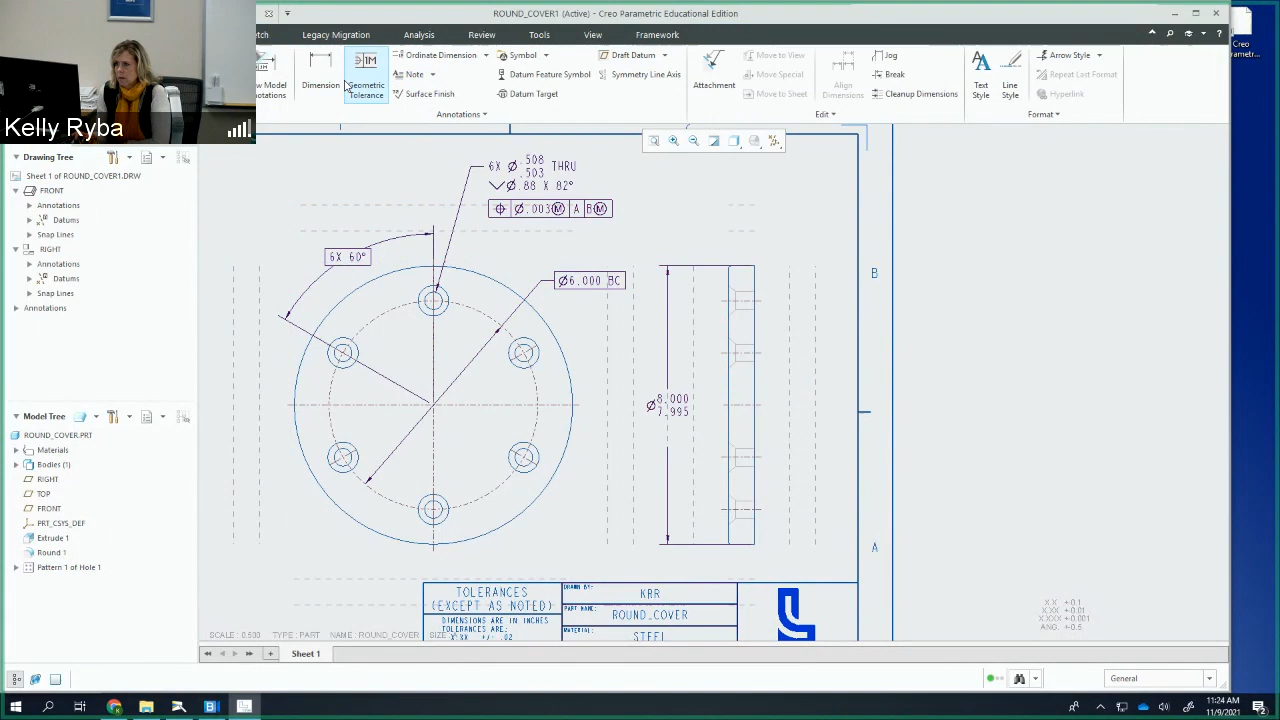 ROUND_COVER1 (Active) - Creo Parametric Educational Edition
Legacy Migration Analysis Review Tools View Framework
Dimension
Geometric Tolerance
Ordinate Dimension
Note
Surface Finish
Symbol
Datum Feature Symbol
Datum Target
Draft Datum
Symmetry Line Axis
Annotations
Attachment
Move to View
Move Special
Move to Sheet
Align Dimensions
Jog
Break
Cleanup Dimensions
Edit
Text Style
Line Style
Arrow Style
Repeat Last Format
Hyperlink
Format
Creo
Kelly Ryba
Drawing Tree
Sheet 1 of ROUND_COVER1.DRW
FRONT
Annotations
Datums
Snap Lines
RIGHT
Annotations
Datums
Snap Lines
Annotations
Model Tree
ROUND_COVER.PRT
Materials
Bodies (1)
RIGHT
TOP
FRONT
PRT_CSYS_DEF
Extrude 1
Round 1
Pattern 1 of Hole 1
6X Ø.508 THRU
.503
Ø.88 X 82°
Ø.003Ⓜ A BⓂ
6X 60°
Ø6.000 BC
Ø8.000
7.995
B
A
TOLERANCES
(EXCEPT AS NOTED)
DIMENSIONS ARE IN INCHES
TOLERANCES ARE:
X.XX +/- .02
DRAWN BY:
KRR
PART NAME:
ROUND_COVER
MATERIAL:
STEEL
X.X +-0.1
X.XX +-0.01
X.XXX +-0.001
ANG. +-0.5
SCALE : 0.500 TYPE : PART NAME : ROUND_COVER SIZE
Sheet 1
General
11:24 AM
11/9/2021